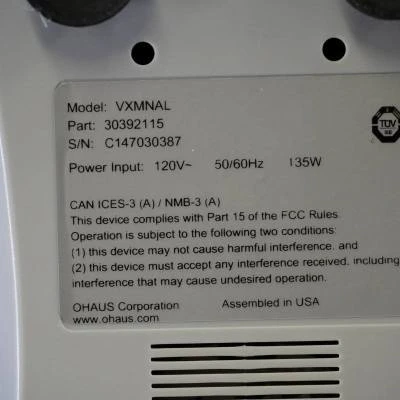 Model: VXMNAL
Part: 30392115
S/N: C147030387
Power Input: 120V~ 50/60Hz 135W
TÜV
CAN ICES-3 (A) / NMB-3 (A)
This device complies with Part 15 of the FCC Rules.
Operation is subject to the following two conditions:
(1) this device may not cause harmful interference, and
(2) this device must accept any interference received, including
interference that may cause undesired operation.
OHAUS Corporation Assembled in USA
www.ohaus.com